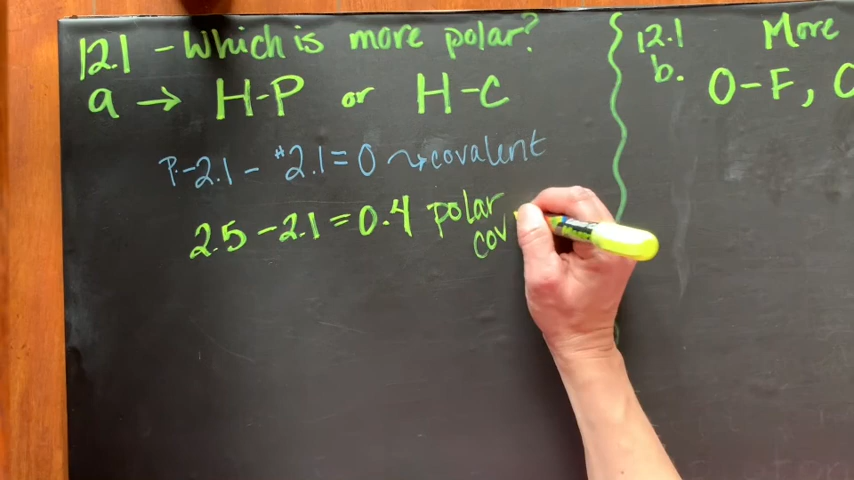 12.1 - Which is more polar?
a → H-P or H-C
P.-2.1 - H2.1 = 0 ↝ covalent
2.5 - 2.1 = 0.4 polar
cov
12.1 More
b. O-F,